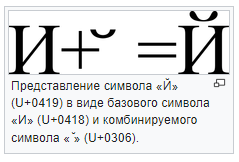 И+˘ =Й
Представление символа «Й»
(U+0419) в виде базового символа
«И» (U+0418) и комбинируемого
символа «˘» (U+0306).